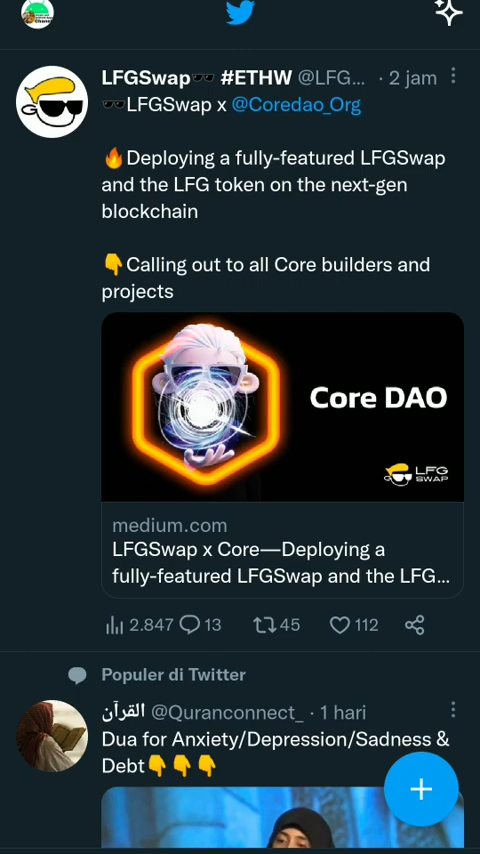 LFGSwap🕶️ #ETHW @LFG... · 2 jam
🕶️LFGSwap x @Coredao_Org
🔥Deploying a fully-featured LFGSwap
and the LFG token on the next-gen
blockchain
👇Calling out to all Core builders and
projects
Core DAO
LFG
SWAP
medium.com
LFGSwap x Core—Deploying a
fully-featured LFGSwap and the LFG...
2.847 13 45 112
Populer di Twitter
القرآن @Quranconnect_ · 1 hari
Dua for Anxiety/Depression/Sadness &
Debt👇👇👇